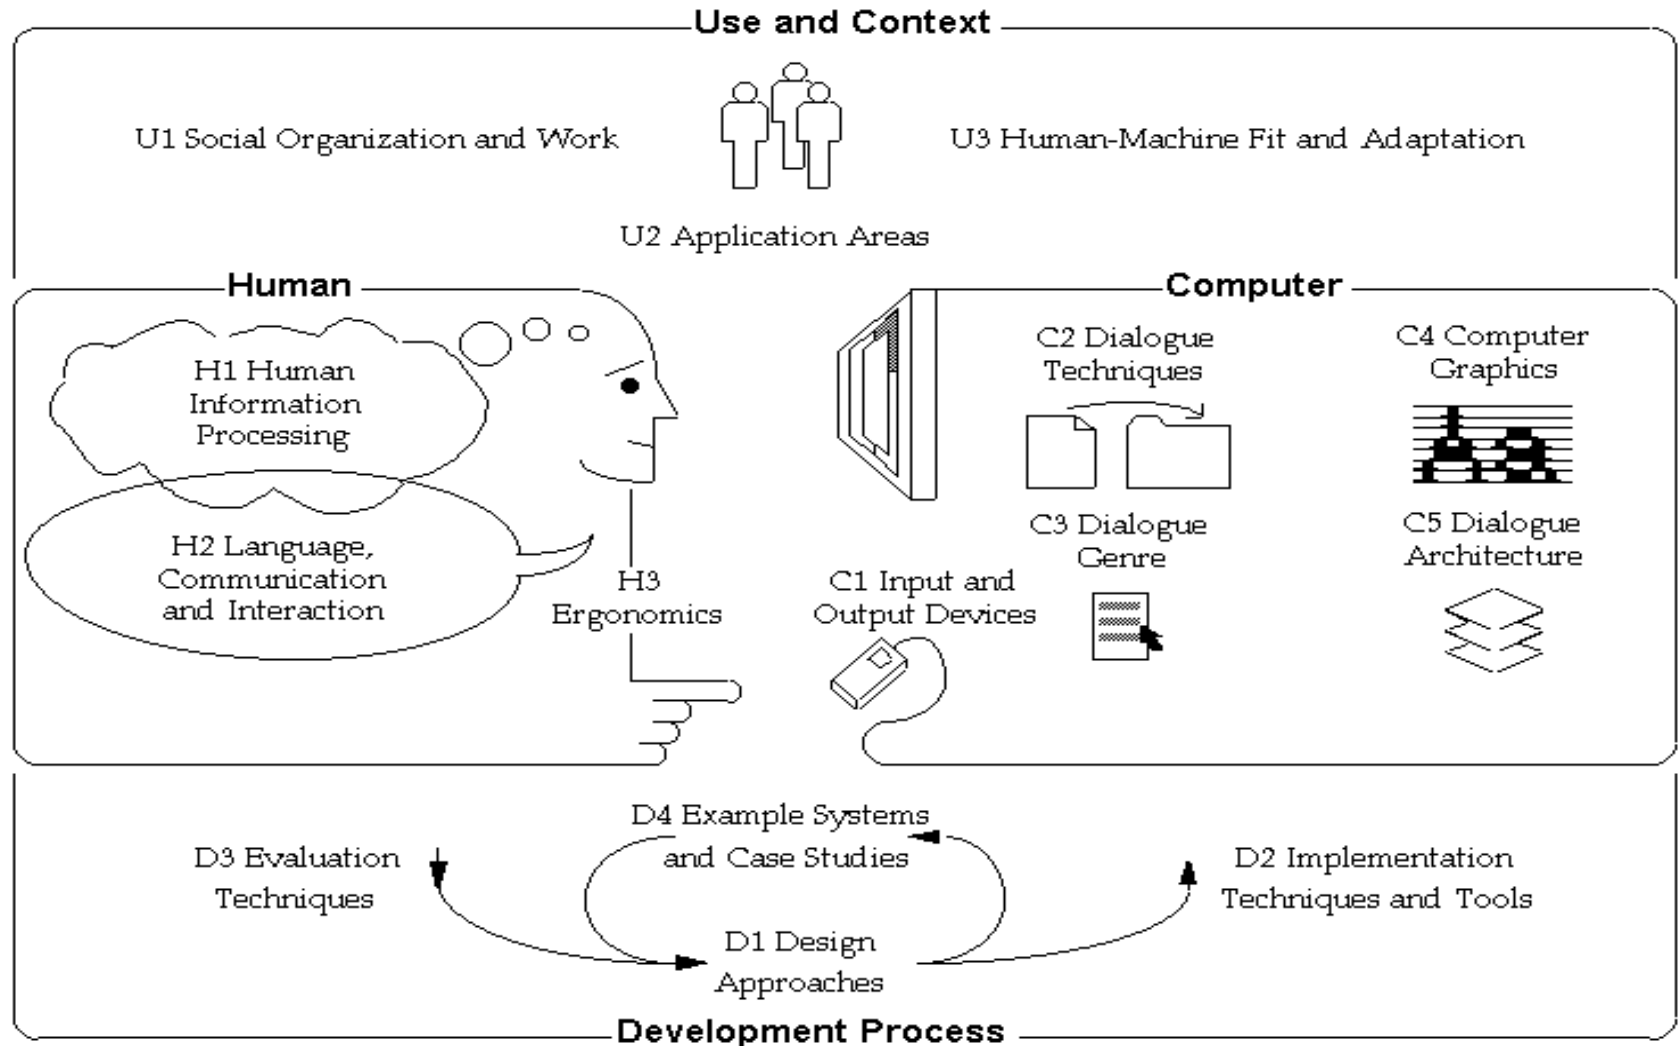 Use and Context
U1 Social Organization and Work
U3 Human-Machine Fit and Adaptation
U2 Application Areas
Human
H1 Human
Information
Processing
H2 Language,
Communication
and Interaction
H3
Ergonomics
Computer
C1 Input and
Output Devices
C2 Dialogue
Techniques
C3 Dialogue
Genre
C4 Computer
Graphics
C5 Dialogue
Architecture
D3 Evaluation
Techniques
D4 Example Systems
and Case Studies
D1 Design
Approaches
D2 Implementation
Techniques and Tools
Development Process